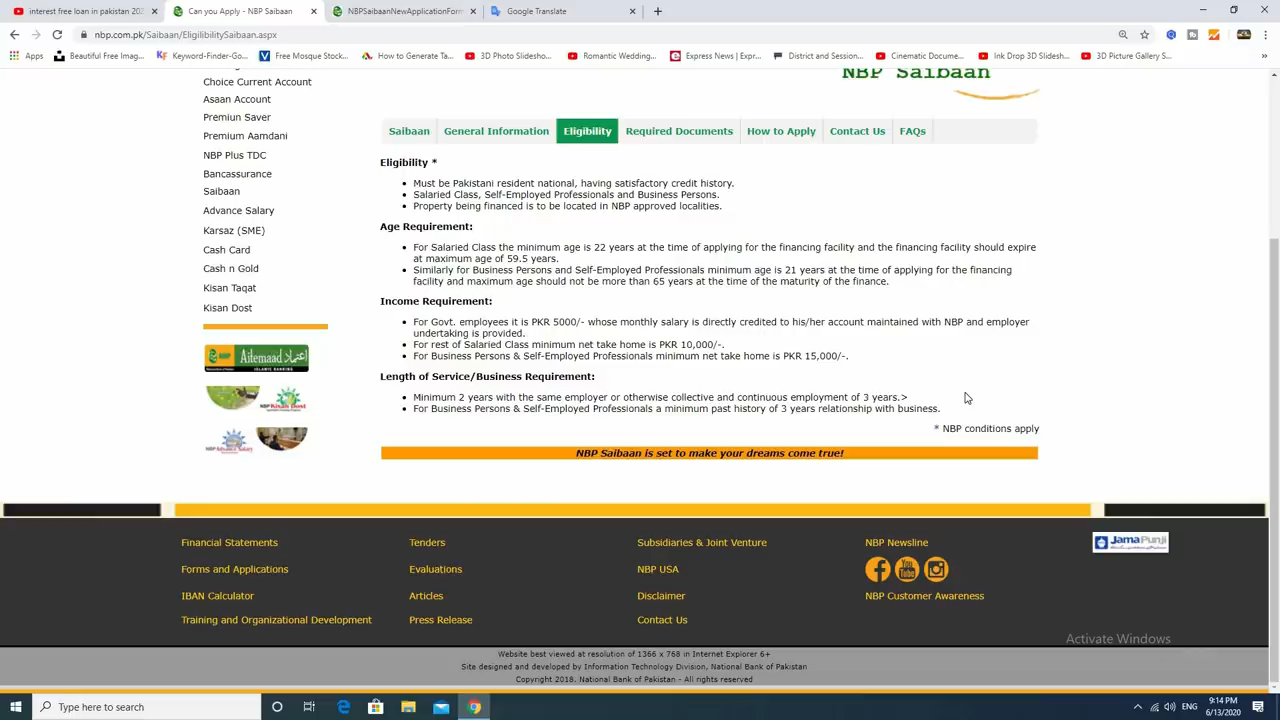 interest free loan in pakistan 202
Can you Apply - NBP Saibaan
NBPSaibaanNewApplicationForm
Google Translate
nbp.com.pk/Saibaan/EligilibilitySaibaan.aspx
Apps
Beautiful Free Imag...
Keyword-Finder-Go...
Free Mosque Stock...
How to Generate Ta...
3D Photo Slidesho...
Romantic Wedding...
Express News | Expr...
District and Session...
Cinematic Docume...
Ink Drop 3D Slidesh...
3D Picture Gallery S...
Choice Current Account
Asaan Account
Premiun Saver
Premium Aamdani
NBP Plus TDC
Bancassurance
Saibaan
Advance Salary
Karsaz (SME)
Cash Card
Cash n Gold
Kisan Taqat
Kisan Dost
NBP Aitemaad اعتماد
ISLAMIC BANKING
NBP Kisan Dost
NBP Advance Salary
NBP Saibaan
Saibaan General Information Eligibility Required Documents How to Apply Contact Us FAQs
Eligibility *
Must be Pakistani resident national, having satisfactory credit history.
Salaried Class, Self-Employed Professionals and Business Persons.
Property being financed is to be located in NBP approved localities.
Age Requirement:
For Salaried Class the minimum age is 22 years at the time of applying for the financing facility and the financing facility should expire
at maximum age of 59.5 years.
Similarly for Business Persons and Self-Employed Professionals minimum age is 21 years at the time of applying for the financing
facility and maximum age should not be more than 65 years at the time of the maturity of the finance.
Income Requirement:
For Govt. employees it is PKR 5000/- whose monthly salary is directly credited to his/her account maintained with NBP and employer
undertaking is provided.
For rest of Salaried Class minimum net take home is PKR 10,000/-.
For Business Persons & Self-Employed Professionals minimum net take home is PKR 15,000/-.
Length of Service/Business Requirement:
Minimum 2 years with the same employer or otherwise collective and continuous employment of 3 years.>
For Business Persons & Self-Employed Professionals a minimum past history of 3 years relationship with business.
* NBP conditions apply
NBP Saibaan is set to make your dreams come true!
Financial Statements
Forms and Applications
IBAN Calculator
Training and Organizational Development
Tenders
Evaluations
Articles
Press Release
Subsidiaries & Joint Venture
NBP USA
Disclaimer
Contact Us
NBP Newsline
You Tube
NBP Customer Awareness
JamaPunji
Activate Windows
Website best viewed at resolution of 1366 x 768 in Internet Explorer 6+
Site designed and developed by Information Technology Division, National Bank of Pakistan
Copyright 2018. National Bank of Pakistan - All rights reserved
Type here to search
ENG
9:14 PM
6/13/2020